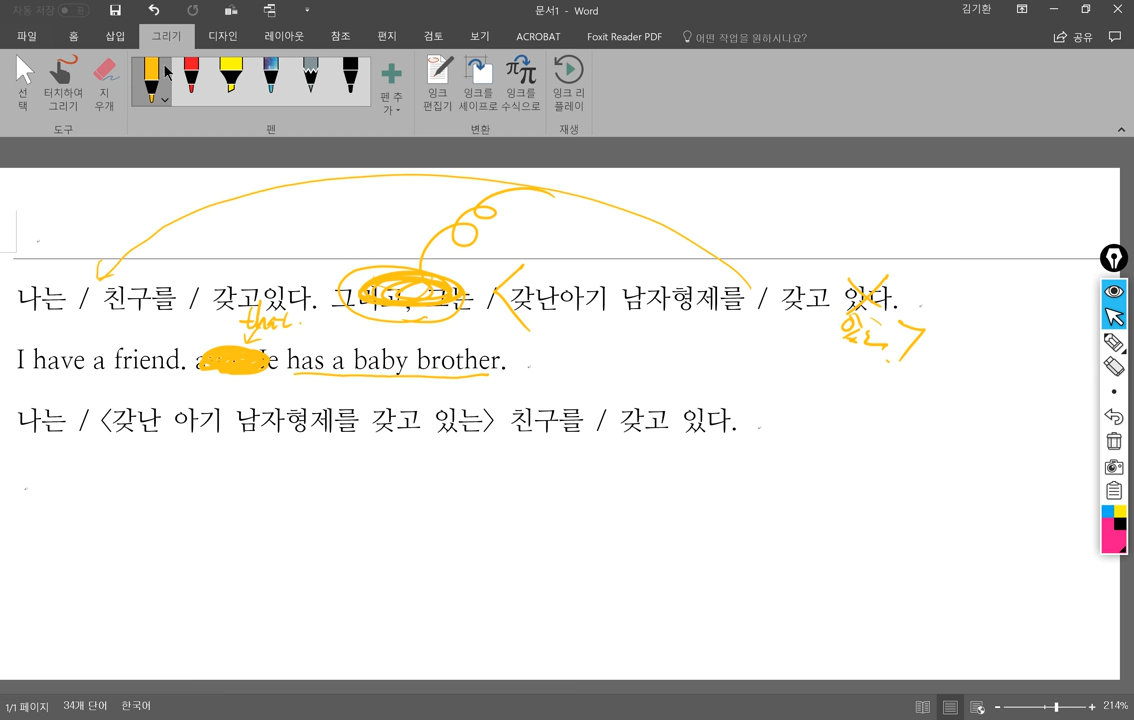 자동 저장
문서1 - Word
김기환
파일 홈 삽입 그리기 디자인 레이아웃 참조 편지 검토 보기 ACROBAT Foxit Reader PDF 어떤 작업을 원하시나요? 공유
선택 터치하여 그리기 지우개 펜 추가 잉크 편집기 잉크를 셰이프로 잉크를 수식으로 잉크 리플레이
도구 펜 변환 재생
나는 / 친구를 / 갖고있다. 그리고, 그는 / 갖난아기 남자형제를 / 갖고 있다.
that
있는
I have a friend. He has a baby brother.
나는 / <갖난 아기 남자형제를 갖고 있는> 친구를 / 갖고 있다.
1/1 페이지 34개 단어 한국어 214%